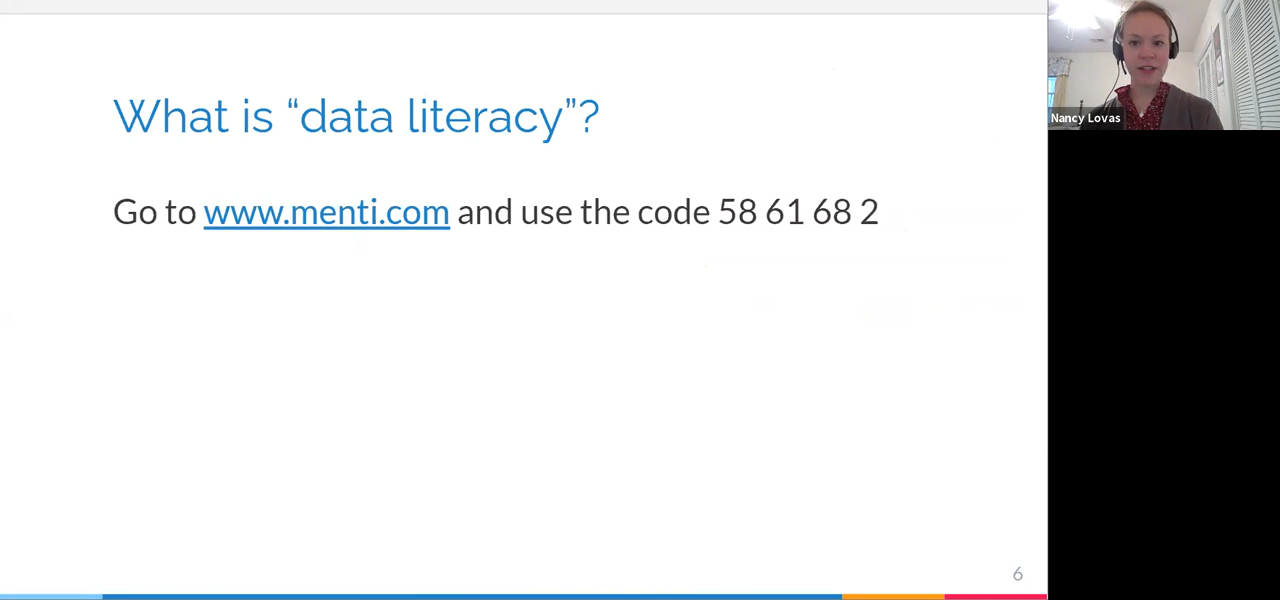 What is “data literacy”?
Go to www.menti.com and use the code 58 61 68 2
Nancy Lovas
6